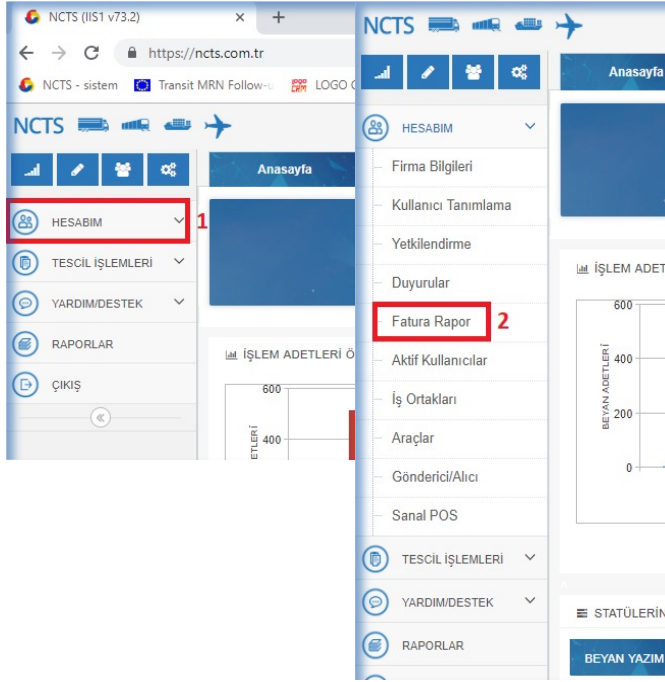 NCTS (IIS1 v73.2)
https://ncts.com.tr
NCTS - sistem
Transit MRN Follow-
LOGO
NCTS
Anasayfa
HESABIM
1
TESCİL İŞLEMLERİ
YARDIM/DESTEK
RAPORLAR
ÇIKIŞ
İŞLEM ADETLERİ Ö
600
400
ETLERİ
NCTS
Anasayfa
HESABIM
Firma Bilgileri
Kullanıcı Tanımlama
Yetkilendirme
Duyurular
Fatura Rapor
2
Aktif Kullanıcılar
İş Ortakları
Araçlar
Gönderici/Alıcı
Sanal POS
TESCİL İŞLEMLERİ
YARDIM/DESTEK
RAPORLAR
İŞLEM ADET
600
400
200
0
BEYAN ADETLERİ
STATÜLERİN
BEYAN YAZIM